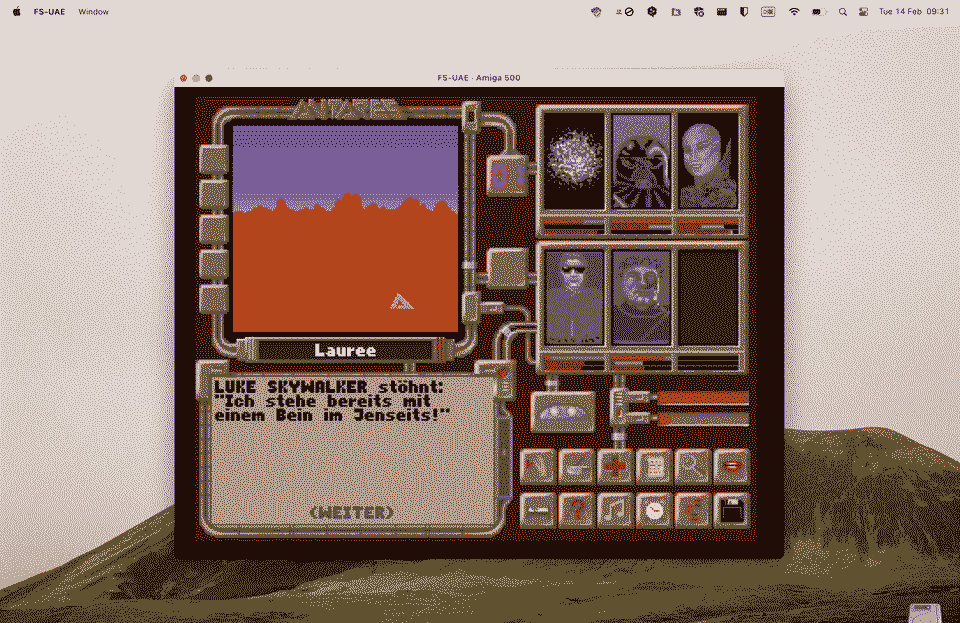 FS-UAE Window Tue 14 Feb 09:31
FS-UAE - Amiga 500
ANTARES
Lauree
LUKE SKYWALKER stöhnt:
"Ich stehe bereits mit
einem Bein im Jenseits!"
(WEITER)